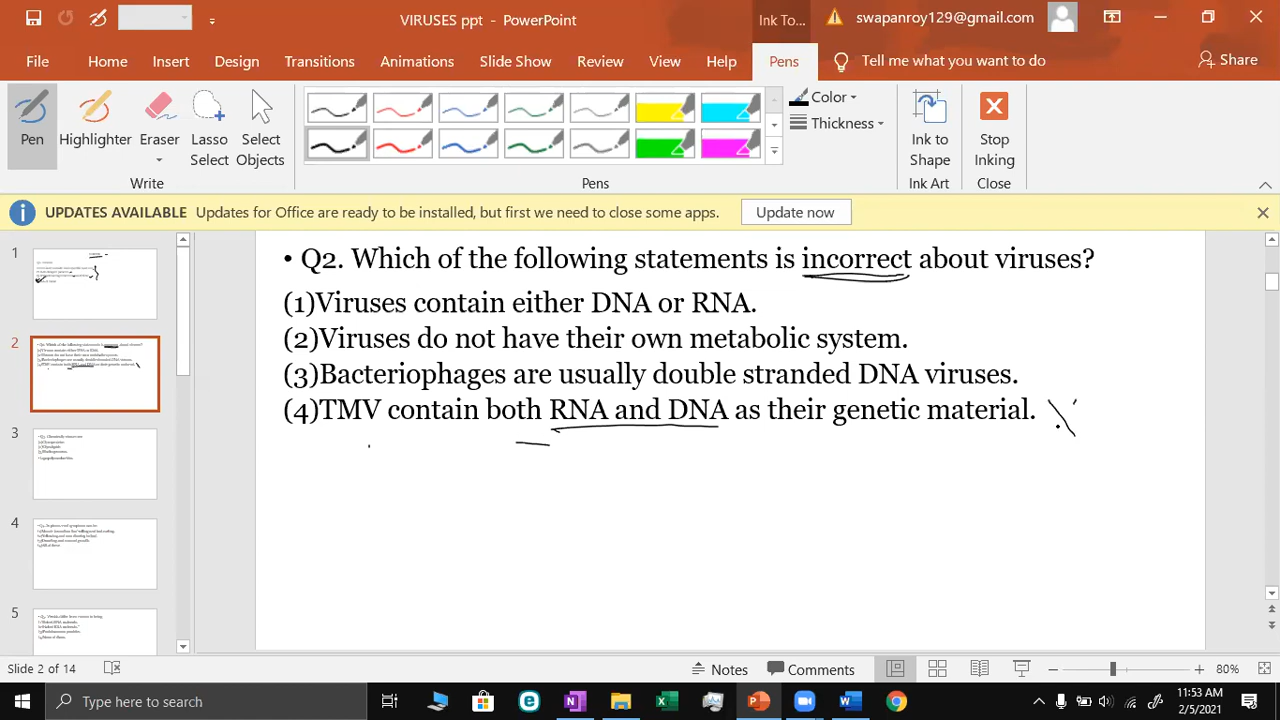 VIRUSES ppt - PowerPoint
Ink To...
swapanroy129@gmail.com
File Home Insert Design Transitions Animations Slide Show Review View Help Pens Tell me what you want to do Share
Pen Highlighter Eraser Lasso Select Select Objects
Color
Thickness
Ink to Shape Stop Inking
Write Pens Ink Art Close
UPDATES AVAILABLE Updates for Office are ready to be installed, but first we need to close some apps. Update now
1
2
3
4
5
• Q2. Which of the following statements is incorrect about viruses?
(1)Viruses contain either DNA or RNA.
(2)Viruses do not have their own metabolic system.
(3)Bacteriophages are usually double stranded DNA viruses.
(4)TMV contain both RNA and DNA as their genetic material.
Slide 2 of 14 Notes Comments 80%
Type here to search
11:53 AM
2/5/2021